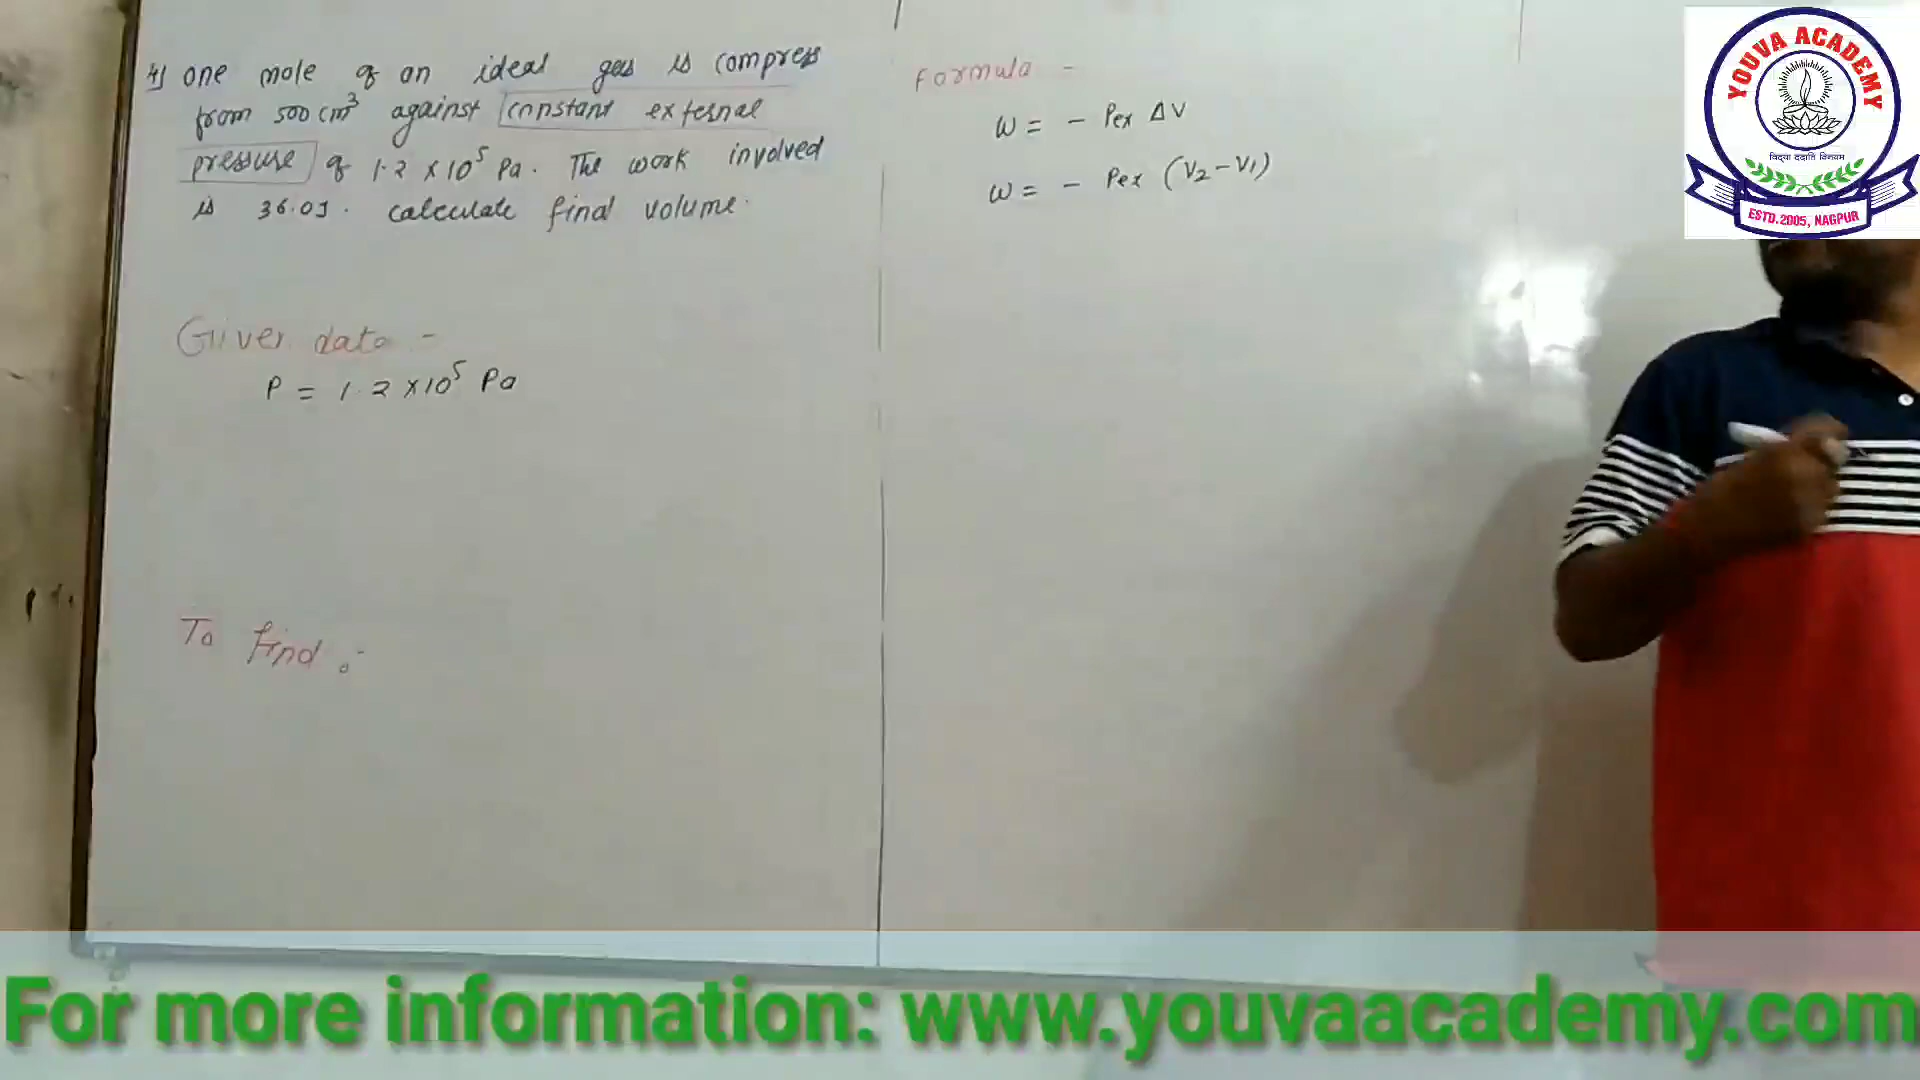 4) one mole of an ideal gas is compress
from 500 cm³ against constant external
pressure of 1.2 × 10⁵ Pa. The work involved
is 36.0J. calculate final volume.
Given data -
P = 1.2 × 10⁵ Pa
To find :-
Formula -
W = - Pex ΔV
W = - Pex (V₂ - V₁)
YOUVA ACADEMY
विद्या ददाति विनयम
ESTD.2005, NAGPUR
For more information: www.youvaacademy.com